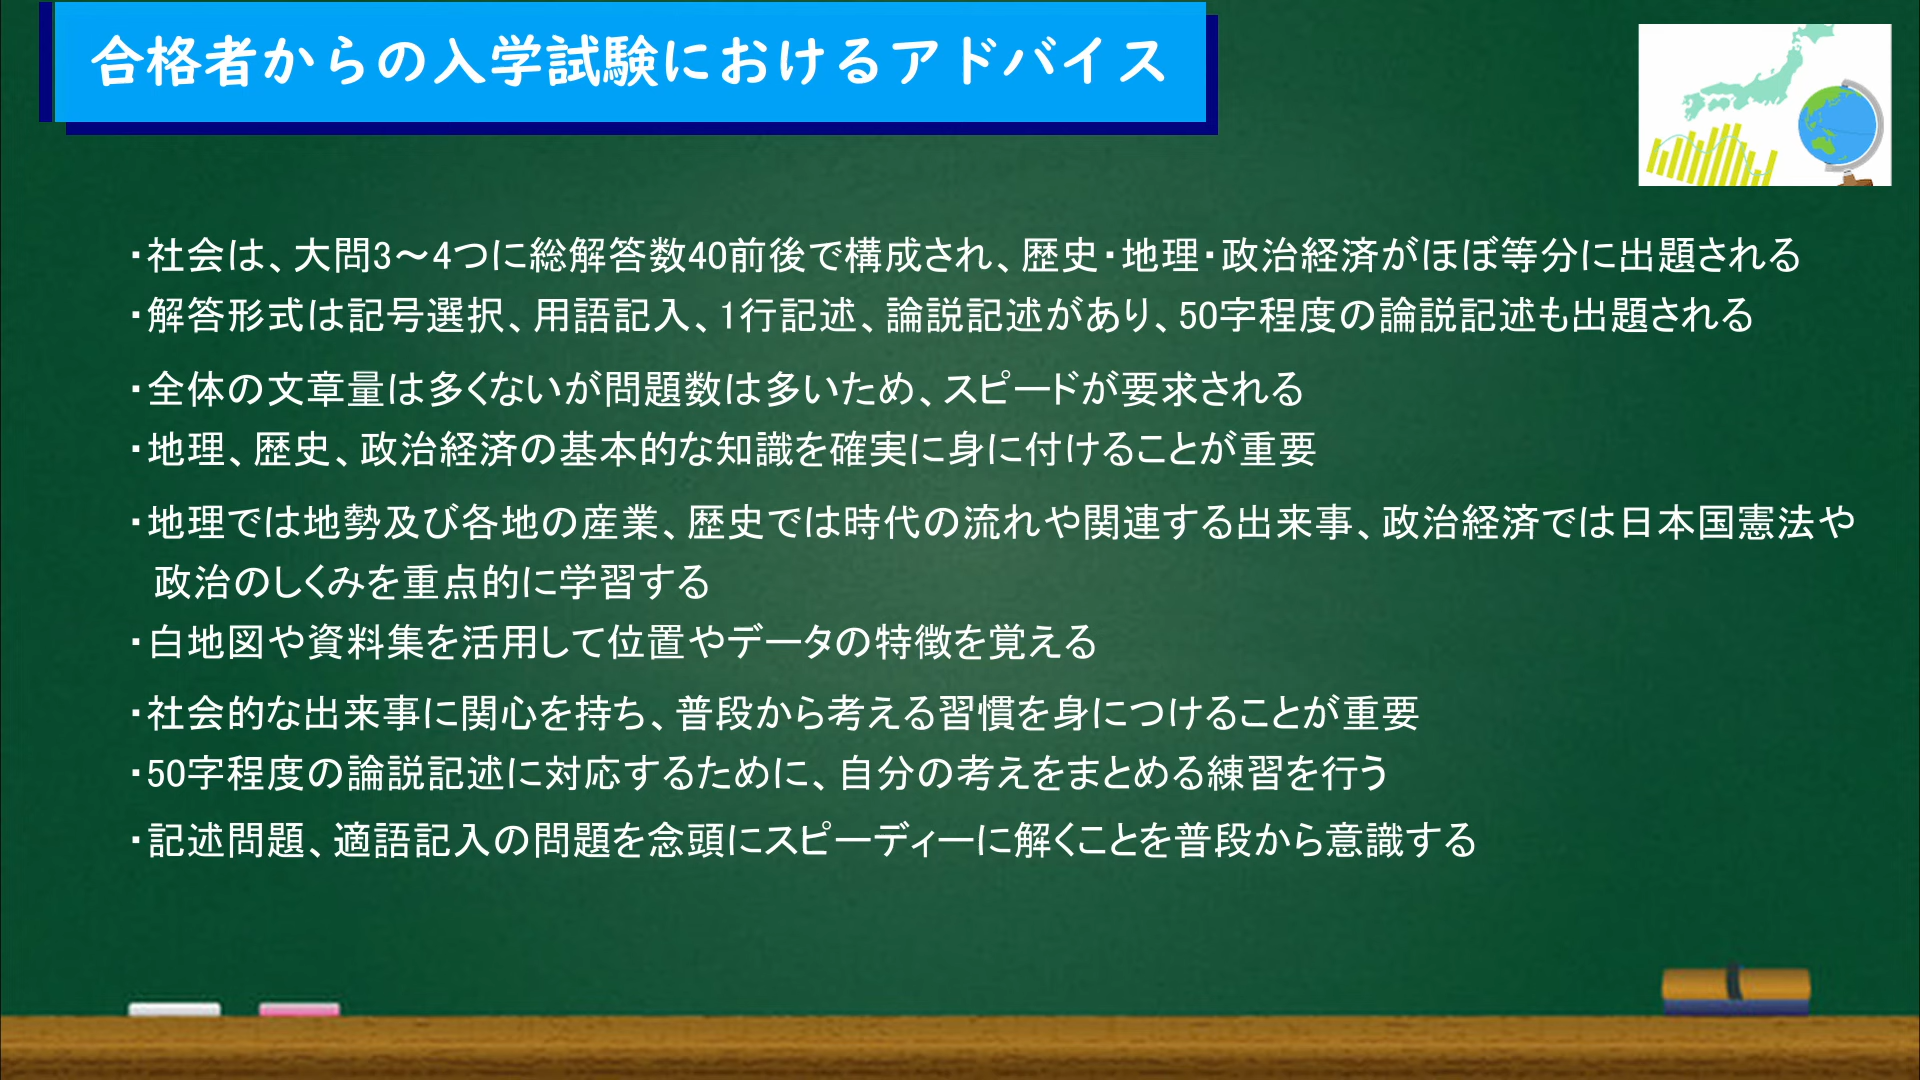 合格者からの入学試験におけるアドバイス
・社会は、大問3～4つに総解答数40前後で構成され、歴史・地理・政治経済がほぼ等分に出題される
・解答形式は記号選択、用語記入、1行記述、論説記述があり、50字程度の論説記述も出題される
・全体の文章量は多くないが問題数は多いため、スピードが要求される
・地理、歴史、政治経済の基本的な知識を確実に身に付けることが重要
・地理では地勢及び各地の産業、歴史では時代の流れや関連する出来事、政治経済では日本国憲法や
政治のしくみを重点的に学習する
・白地図や資料集を活用して位置やデータの特徴を覚える
・社会的な出来事に関心を持ち、普段から考える習慣を身につけることが重要
・50字程度の論説記述に対応するために、自分の考えをまとめる練習を行う
・記述問題、適語記入の問題を念頭にスピーディーに解くことを普段から意識する